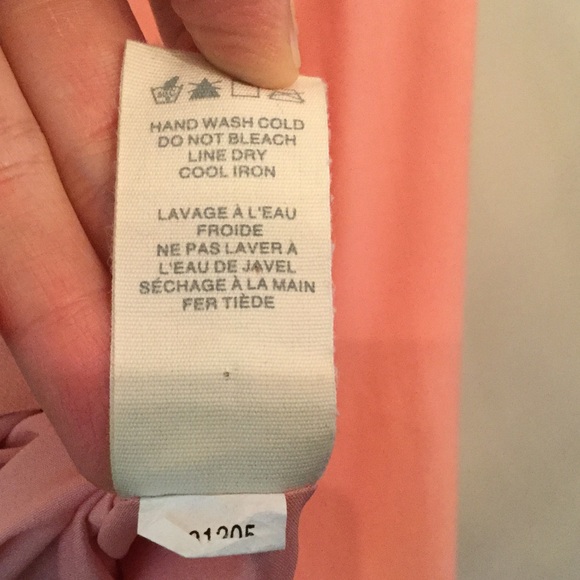 HAND WASH COLD
DO NOT BLEACH
LINE DRY
COOL IRON
LAVAGE À L'EAU
FROIDE
NE PAS LAVER À
L'EAU DE JAVEL
SÉCHAGE À LA MAIN
FER TIÈDE